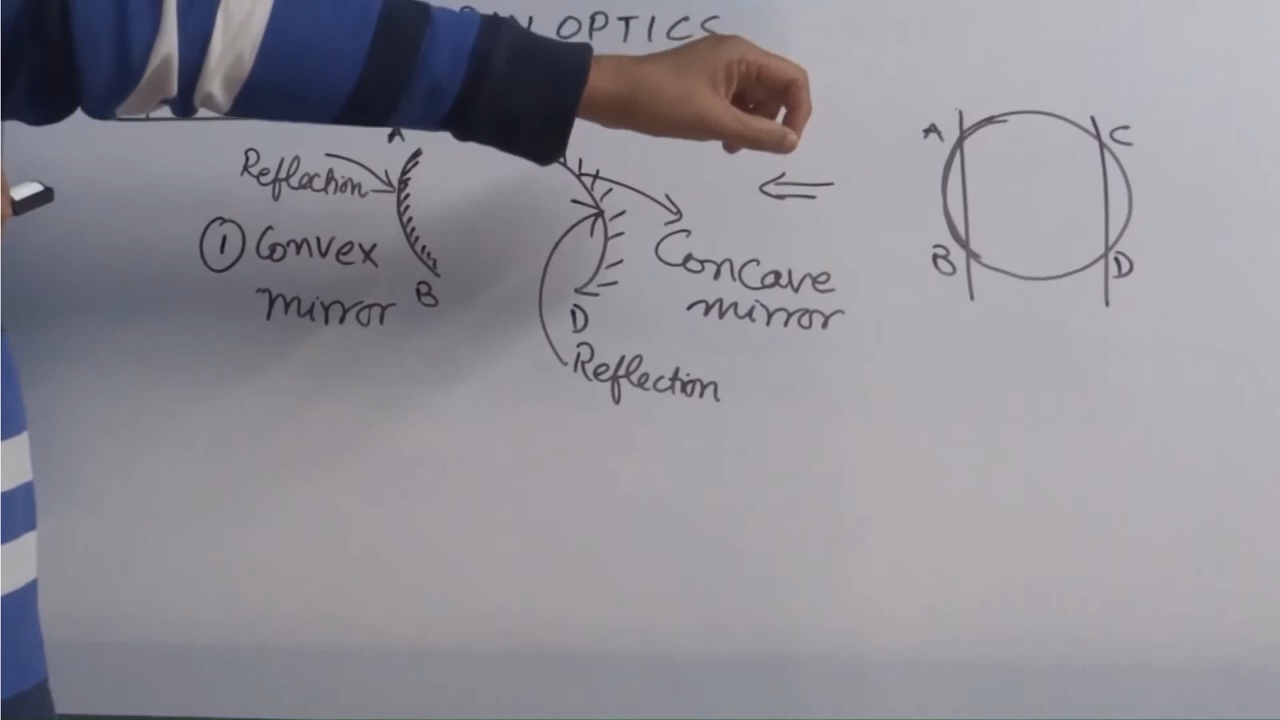 OPTICS
A
Reflection
① Convex
mirror
B
D
Concave
mirror
Reflection
A
C
B
D